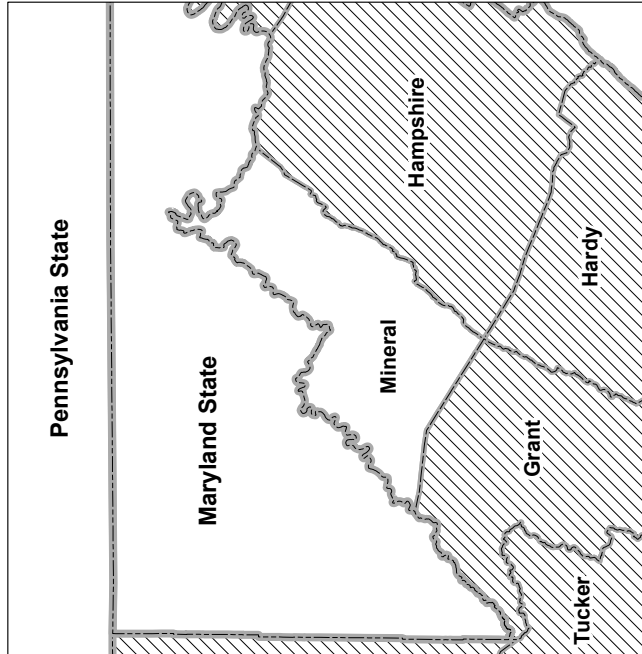 Pennsylvania State
Maryland State
Mineral
Hampshire
Grant
Hardy
Tucker